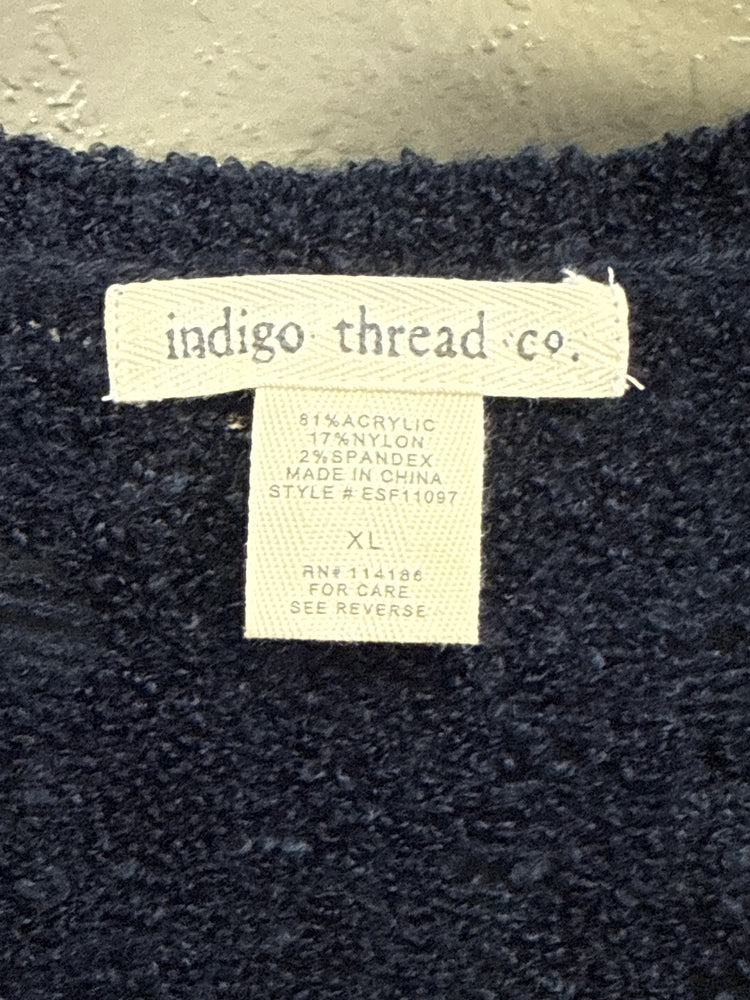 indigo thread co.
81%ACRYLIC
17%NYLON
2%SPANDEX
MADE IN CHINA
STYLE # ESF11097
XL
RN# 114186
FOR CARE
SEE REVERSE